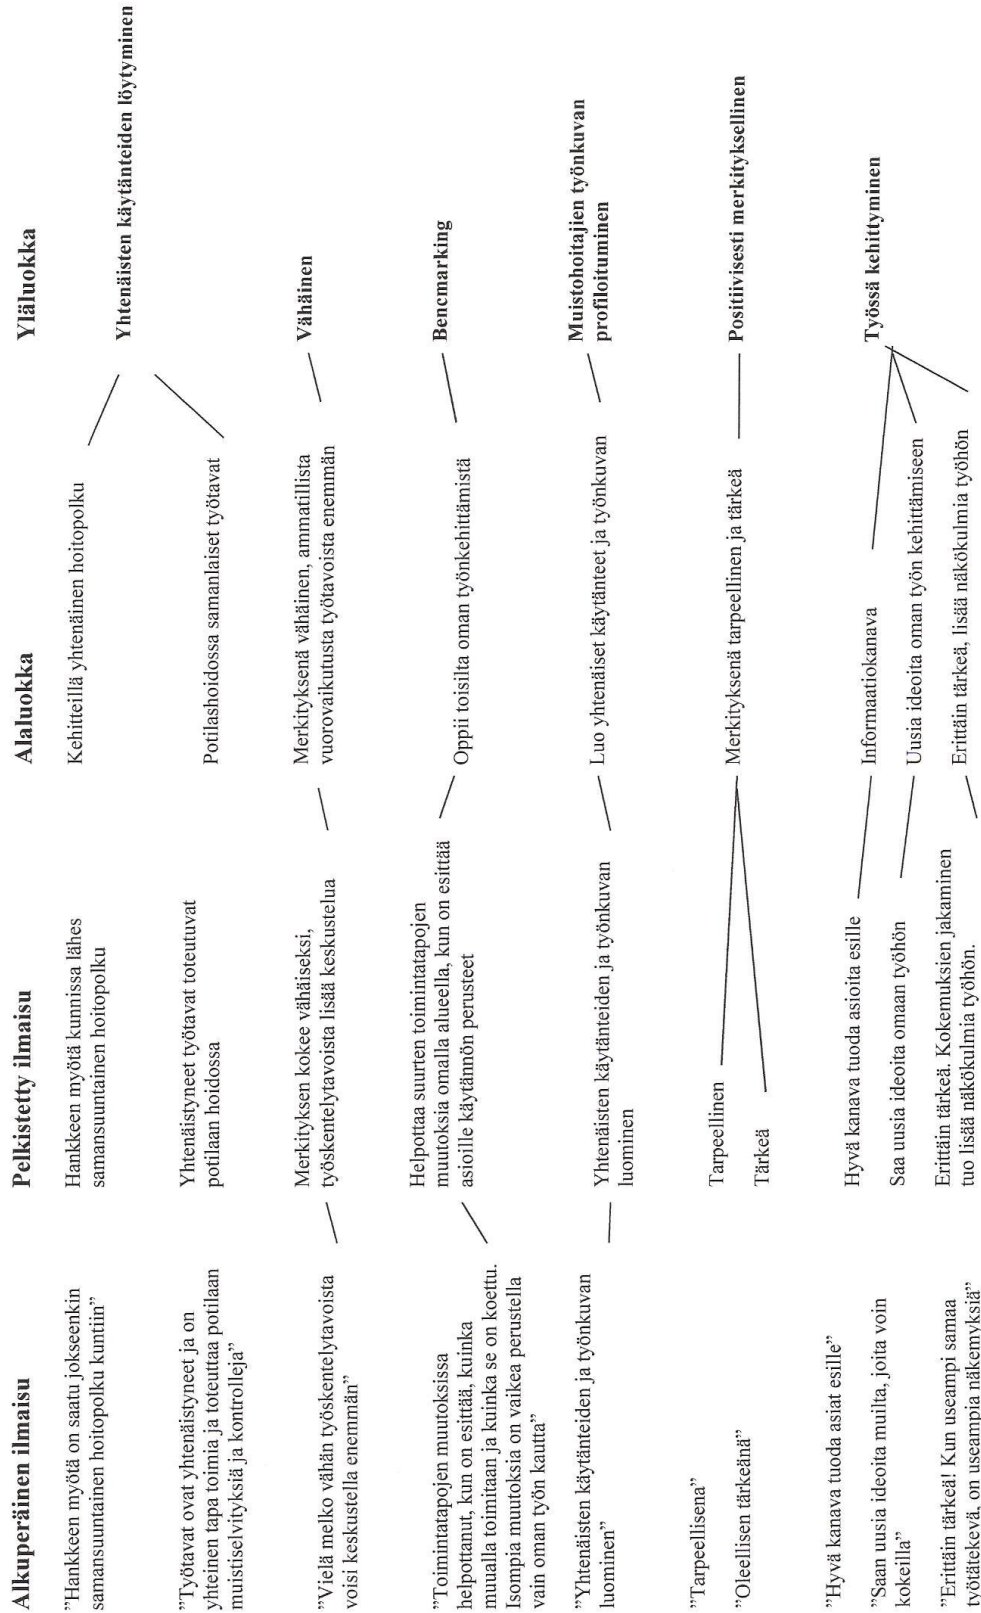 Alkuperäinen ilmaisu
Pelkistetty ilmaisu
Alaluokka
Yläluokka
”Hankkeen myötä on saatu jokseenkin
samansuuntainen hoitopolku kuntiin”
Hankkeen myötä kunnissa lähes
samansuuntainen hoitopolku
Kehitteillä yhtenäinen hoitopolku
Yhtenäisten käytänteiden löytyminen
”Työtavat ovat yhtenäistyneet ja on
yhteinen tapa toimia ja toteuttaa potilaan
muistiselvityksiä ja kontrolleja”
Yhtenäistyneet työtavat toteutuvat
potilaan hoidossa
Potilashoidossa samanlaiset työtavat
”Vielä melko vähän työskentelytavoista
voisi keskustella enemmän”
Merkityksen kokee vähäiseksi,
työskentelytavoista lisää keskustelua
Merkityksenä vähäinen, ammatillista
vuorovaikutusta työtavoista enemmän
Vähäinen
”Toimintatapojen muutoksissa
helpottanut, kun on esittää, kuinka
muualla toimitaan ja kuinka se on koettu.
Isompia muutoksia on vaikea perustella
vain oman työn kautta”
Helpottaa suurten toimintatapojen
muutoksia omalla alueella, kun on esittää
asioille käytännön perusteet
Oppii toisilta oman työnkehittämistä
Bencmarking
”Yhtenäisten käytänteiden ja työnkuvan
luominen”
Yhtenäisten käytänteiden ja työnkuvan
luominen
Luo yhtenäiset käytänteet ja työnkuvan
Muistohoitajien työnkuvan
profiloituminen
”Tarpeellisena”
”Oleellisen tärkeänä”
Tarpeellinen
Tärkeä
Merkityksenä tarpeellinen ja tärkeä
Positiivisesti merkityksellinen
”Hyvä kanava tuoda asiat esille”
Hyvä kanava tuoda asioita esille
Informaatiokanava
Työssä kehittyminen
”Saan uusia ideoita muilta, joita voin
kokeilla”
Saa uusia ideoita omaan työhön
Uusia ideoita oman työn kehittämiseen
”Erittäin tärkeä! Kun useampi samaa
työtätekevä, on useampia näkemyksiä”
Erittäin tärkeä. Kokemuksien jakaminen
tuo lisää näkökulmia työhön.
Erittäin tärkeä, lisää näkökulmia työhön